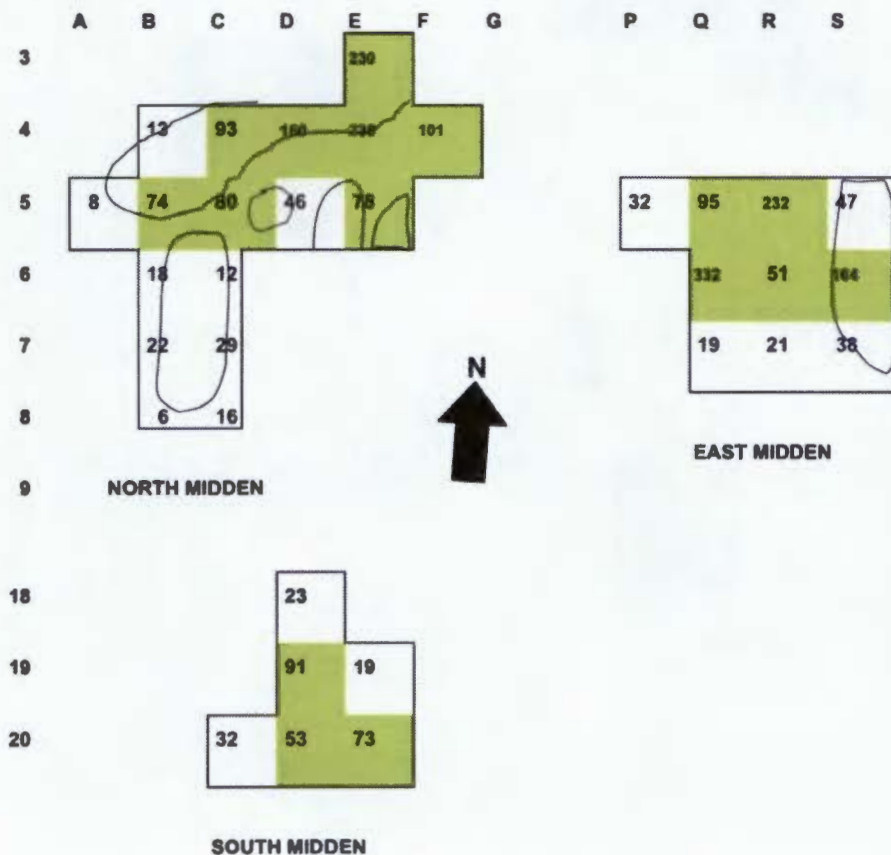 A B C D E F G P Q R S
3 230
4 13 93 101
5 8 74 80 46 78 32 95 232 47
6 18 12 332 51 164
7 22 29 19 21 38
N
8 6 16
EAST MIDDEN
9 NORTH MIDDEN
18 23
19 91 19
20 32 53 73
SOUTH MIDDEN